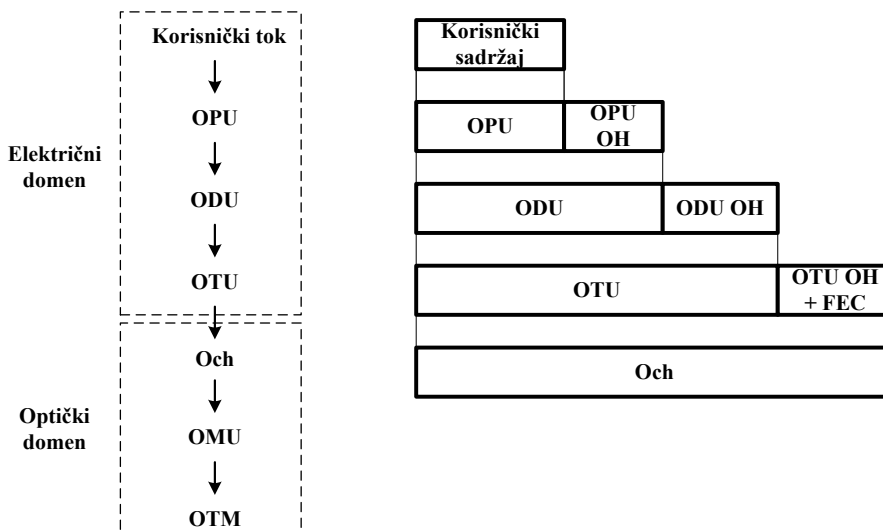 Korisnički tok
OPU
ODU
OTU
Električni
domen
Och
OMU
OTM
Optički
domen
Korisnički
sadržaj
OPU
OPU
OH
ODU
ODU OH
OTU
OTU OH
+ FEC
Och